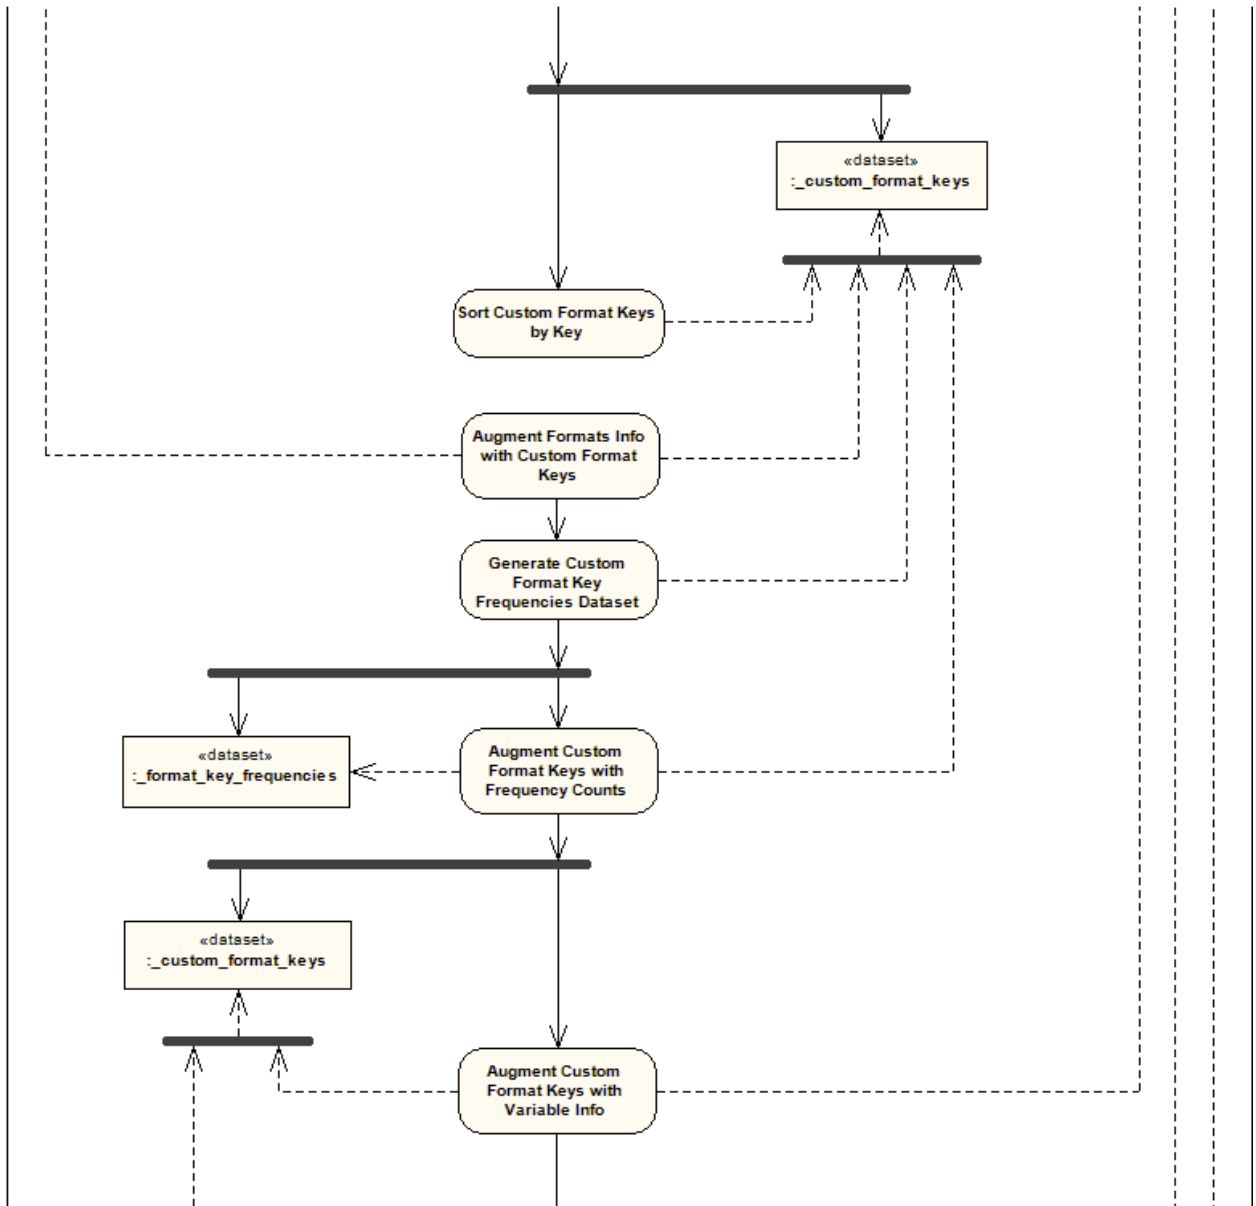 «dataset»
:_custom_format_keys
Sort Custom Format Keys
by Key
Augment Formats Info
with Custom Format
Keys
Generate Custom
Format Key
Frequencies Dataset
«dataset»
:_format_key_frequencies
Augment Custom
Format Keys with
Frequency Counts
«dataset»
:_custom_format_keys
Augment Custom
Format Keys with
Variable Info